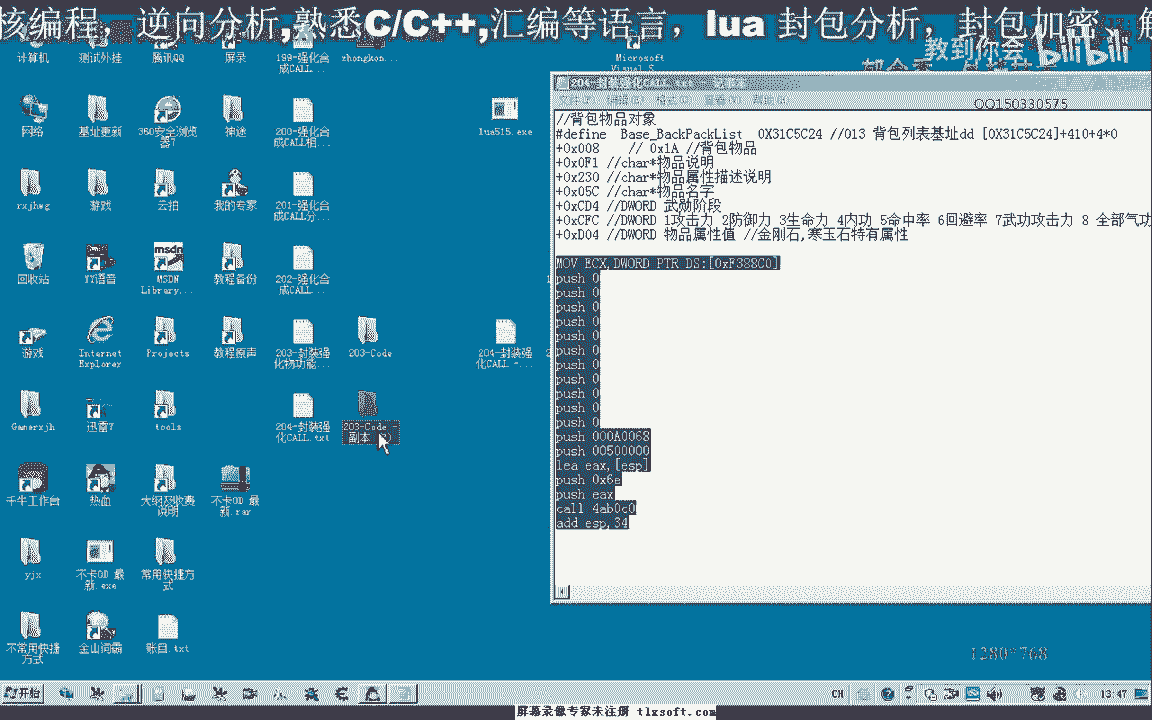 核编程，逆向分析,熟悉C/C++,汇编等语言，lua 封包分析，封包加密、解
教到你会 bilibili
计算机
测试外挂
腾讯QQ
屏录
199-强化合
成CALL...
zhongkon...
Microsoft
Visual S...
QQ150330575
网络
基址更新
360安全浏览
器7
神途
200-强化合
成CALL相...
lua515.exe
rxjhwg
游戏
云拍
我的专家
201-强化合
成CALL分...
回收站
YY语音
MSDN
Library...
教程备份
202-强化合
成CALL...
游戏
Internet
Explorer
Projects
教程原声
203-封装强
化物功能...
203-Code
204-封装强
化CALL -...
Gamerxjh
迅雷7
tools
204-封装强
化CALL.txt
203-Code -
副本
千牛工作台
热血
大纲及收费
说明
不卡OD 最
新.rar
yjx
不卡OD 最
新.exe
常用快捷方
式
不常用快捷
方式
金山词霸
账目.txt
//背包物品对象
#define  Base_BackPackList  0X31C5C24 //013 背包列表基址dd [0X31C5C24]+410+4*0
+0x008    // 0x1A //背包物品
+0x0F1 //char*物品说明
+0x230 //char*物品属性描述说明
+0x05C //char*物品名字
+0xCD4 //DWORD 武勋阶段
+0xCFC //DWORD 1攻击力 2防御力 3生命力 4内功 5命中率 6回避率 7武功攻击力 8 全部气功
+0xD04 //DWORD 物品属性值 //金刚石,寒玉石特有属性
MOV ECX,DWORD PTR DS:[0xF388C0]
push 0
push 0
push 0
push 0
push 0
push 0
push 0
push 0
push 0
push 0
push 0
push 000A0068
push 00500000
lea eax,[esp]
push 0x6e
push eax
call 4ab0c0
add esp,34
1280*768
开始
CH
13:47
屏幕录像专家未注册 tlxsoft.com